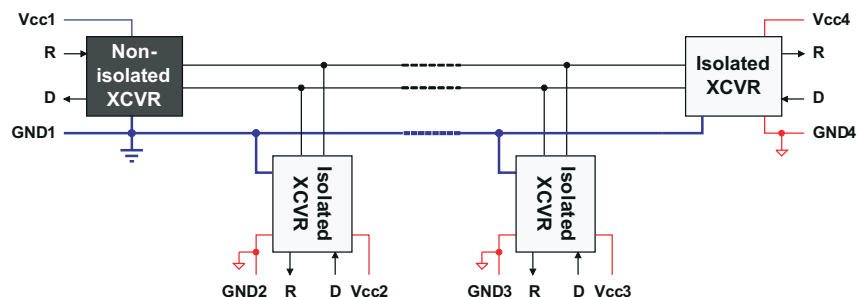 Vcc1
Vcc4
R
Non-
isolated
XCVR
Isolated
XCVR
R
D
D
GND1
GND4
Isolated
XCVR
Isolated
XCVR
GND2 R D Vcc2
GND3 R D Vcc3